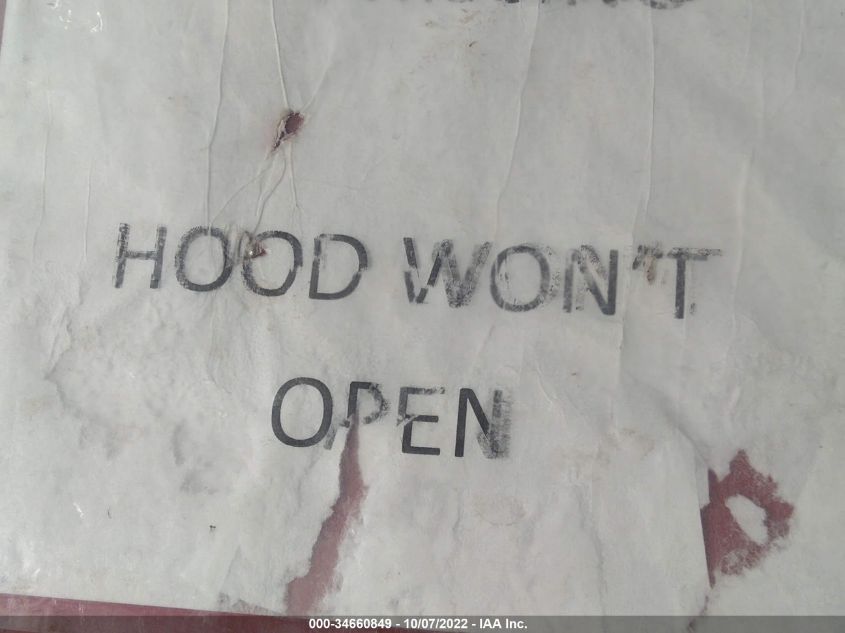 HOOD WON'T
OPEN
000-34660849 - 10/07/2022 - IAA Inc.